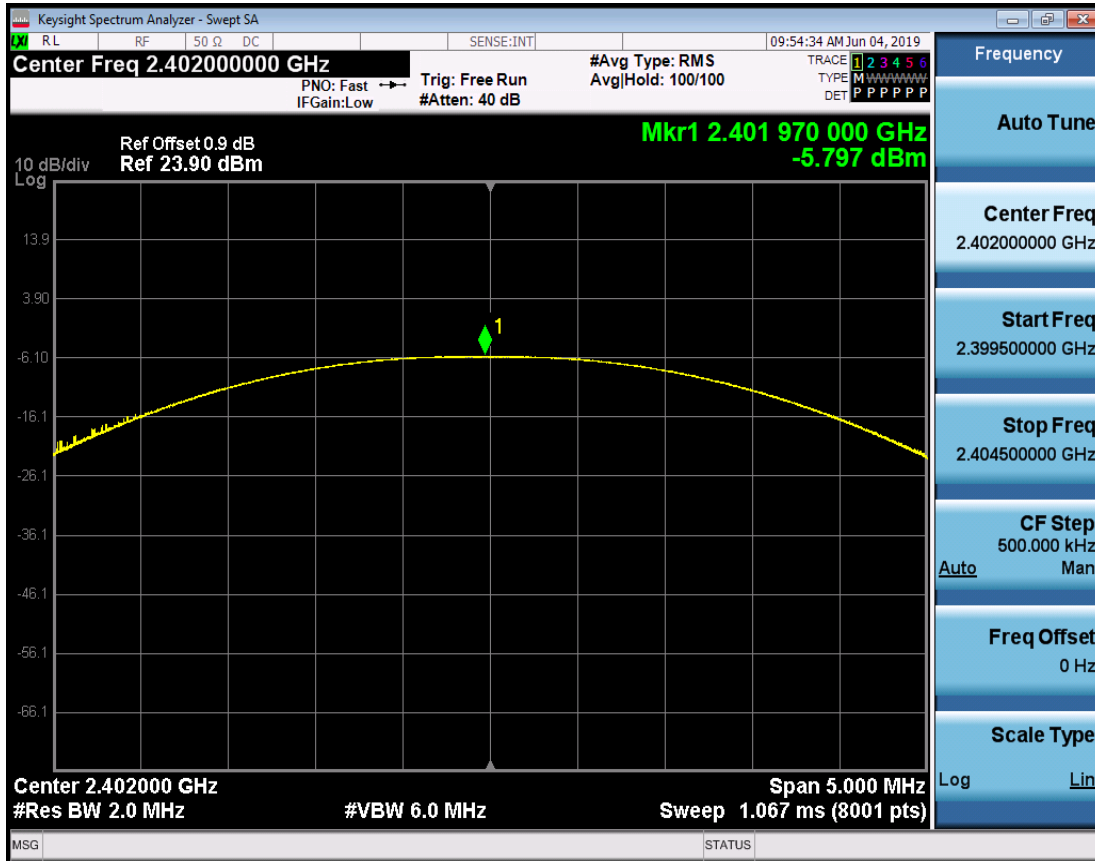 Keysight Spectrum Analyzer - Swept SA
LXI RL RF 50 Ω DC SENSE:INT 09:54:34 AM Jun 04, 2019
Center Freq 2.402000000 GHz
PNO: Fast
IFGain:Low
Trig: Free Run
#Atten: 40 dB
#Avg Type: RMS
Avg|Hold: 100/100
TRACE 1 2 3 4 5 6
TYPE M WWWWW
DET P P P P P P
Ref Offset 0.9 dB
10 dB/div Ref 23.90 dBm
Log
Mkr1 2.401 970 000 GHz
-5.797 dBm
13.9
3.90
1
-6.10
-16.1
-26.1
-36.1
-46.1
-56.1
-66.1
Center 2.402000 GHz Span 5.000 MHz
#Res BW 2.0 MHz #VBW 6.0 MHz Sweep 1.067 ms (8001 pts)
MSG STATUS
Frequency
Auto Tune
Center Freq
2.402000000 GHz
Start Freq
2.399500000 GHz
Stop Freq
2.404500000 GHz
CF Step
500.000 kHz
Auto Man
Freq Offset
0 Hz
Scale Type
Log Lin